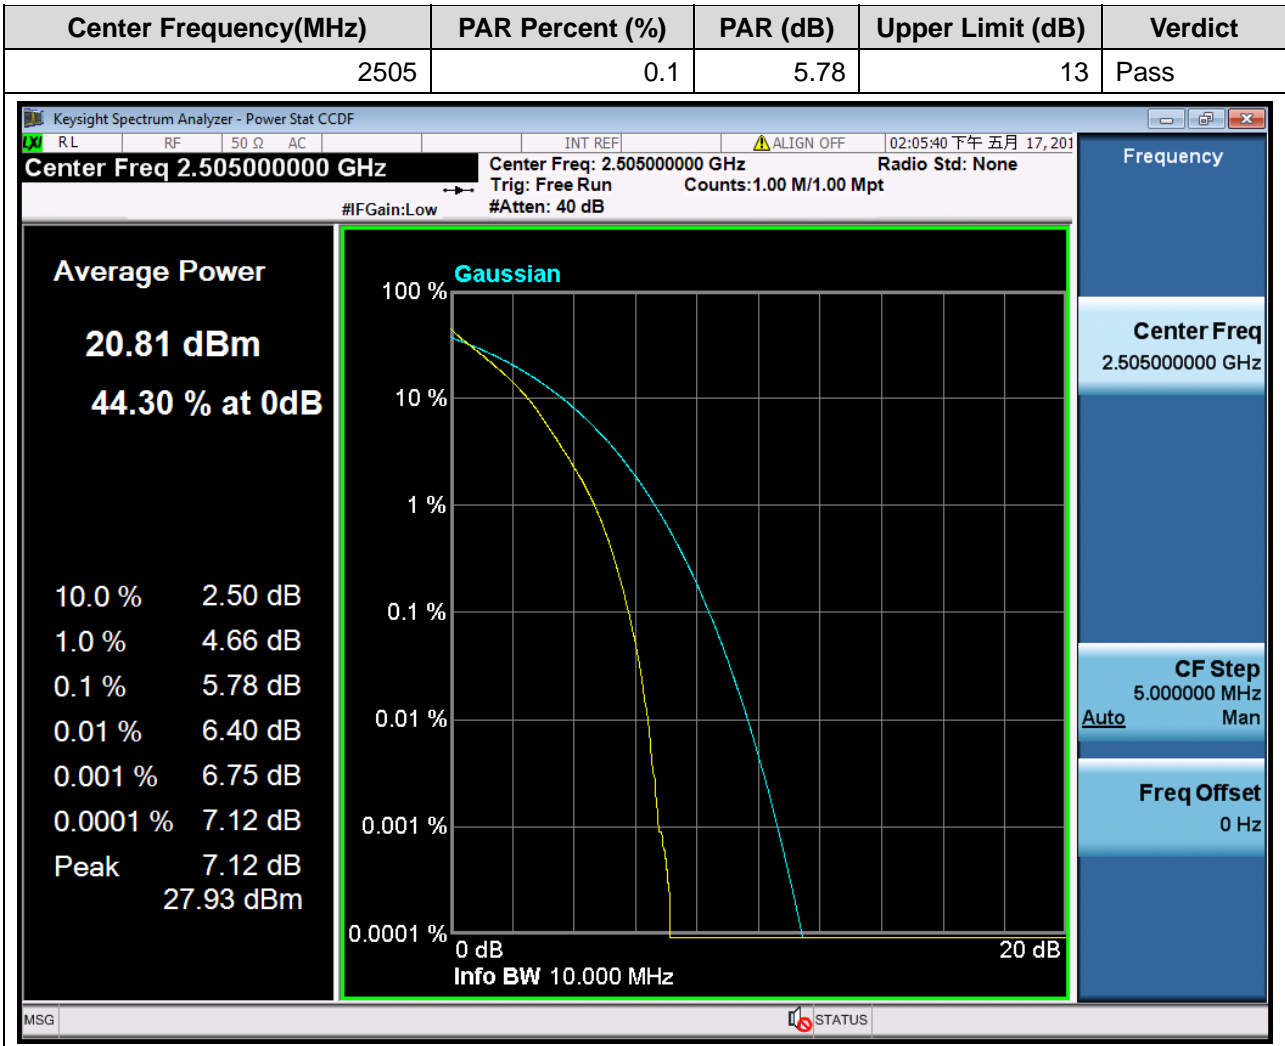 Center Frequency(MHz) PAR Percent (%) PAR (dB) Upper Limit (dB) Verdict
2505 0.1 5.78 13 Pass
Keysight Spectrum Analyzer - Power Stat CCDF
LXI RL RF 50 Ω AC INT REF ALIGN OFF 02:05:40 下午 五月 17, 201
Center Freq 2.505000000 GHz
#IFGain:Low
Center Freq: 2.505000000 GHz Radio Std: None
Trig: Free Run Counts:1.00 M/1.00 Mpt
#Atten: 40 dB
Average Power
20.81 dBm
44.30 % at 0dB
10.0 % 2.50 dB
1.0 % 4.66 dB
0.1 % 5.78 dB
0.01 % 6.40 dB
0.001 % 6.75 dB
0.0001 % 7.12 dB
Peak 7.12 dB
27.93 dBm
Gaussian
100 %
10 %
1 %
0.1 %
0.01 %
0.001 %
0.0001 %
0 dB 20 dB
Info BW 10.000 MHz
Frequency
Center Freq
2.505000000 GHz
CF Step
5.000000 MHz
Auto Man
Freq Offset
0 Hz
MSG STATUS